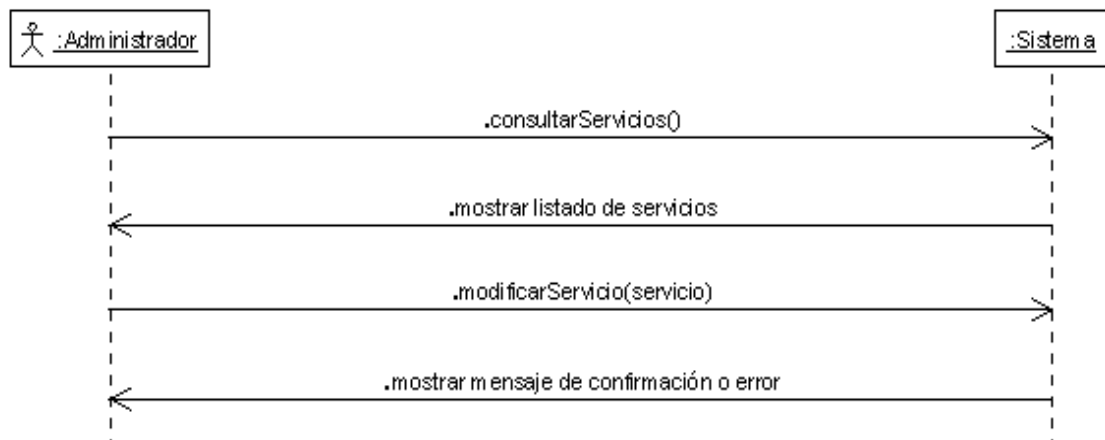 :Administrador
:Sistema
.consultarServicios()
.mostrar listado de servicios
.modificarServicio(servicio)
.mostrar mensaje de confirmación o error